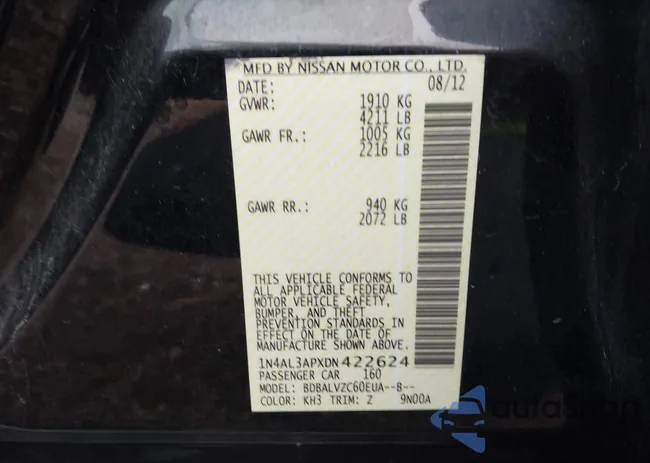 MFD BY NISSAN MOTOR CO., LTD.
DATE: 08/12
GVWR: 1910 KG
4211 LB
GAWR FR.: 1005 KG
2216 LB
GAWR RR.: 940 KG
2072 LB
THIS VEHICLE CONFORMS TO
ALL APPLICABLE FEDERAL
MOTOR VEHICLE SAFETY,
BUMPER, AND THEFT
PREVENTION STANDARDS IN
EFFECT ON THE DATE OF
MANUFACTURE SHOWN ABOVE.
1N4AL3APXDN422624
PASSENGER CAR 160
MODEL: BDBALVZC60EUA--B--
COLOR: KH3 TRIM: Z 9N00A
autoshop